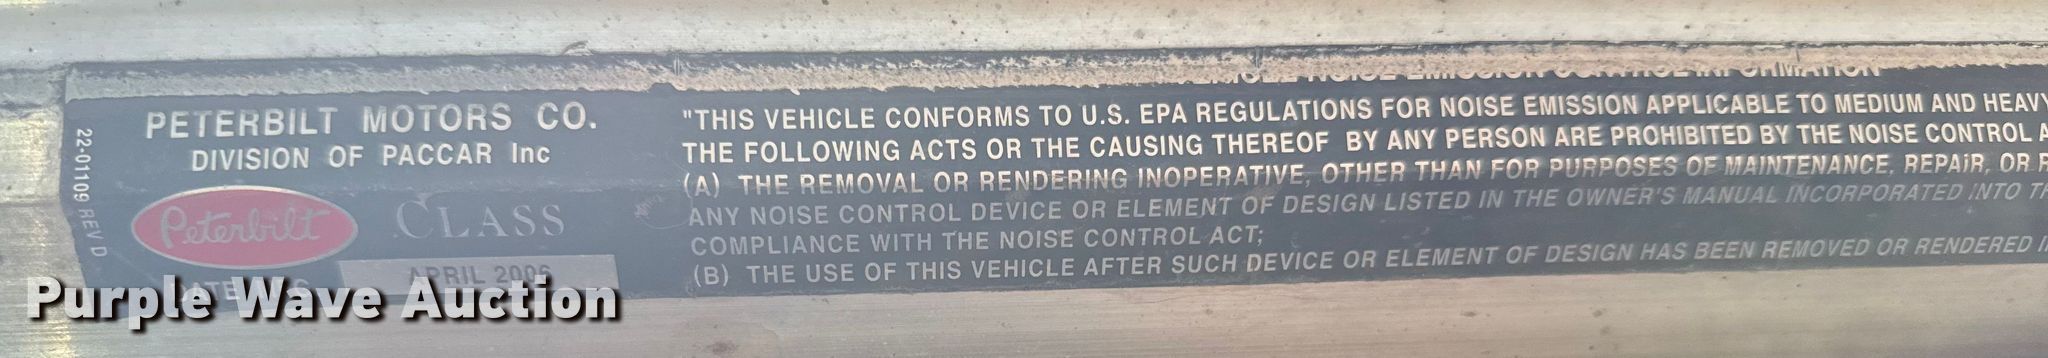 VEHICLE NOISE EMISSION CONTROL INFORMATION
PETERBILT MOTORS CO.
DIVISION OF PACCAR Inc
22-01109 REV D
Peterbilt CLASS
APRIL 2006
"THIS VEHICLE CONFORMS TO U.S. EPA REGULATIONS FOR NOISE EMISSION APPLICABLE TO MEDIUM AND HEAVY
THE FOLLOWING ACTS OR THE CAUSING THEREOF BY ANY PERSON ARE PROHIBITED BY THE NOISE CONTROL A
(A) THE REMOVAL OR RENDERING INOPERATIVE, OTHER THAN FOR PURPOSES OF MAINTENANCE, REPAIR, OR R
ANY NOISE CONTROL DEVICE OR ELEMENT OF DESIGN LISTED IN THE OWNER'S MANUAL INCORPORATED INTO TH
COMPLIANCE WITH THE NOISE CONTROL ACT;
(B) THE USE OF THIS VEHICLE AFTER SUCH DEVICE OR ELEMENT OF DESIGN HAS BEEN REMOVED OR RENDERED I
Purple Wave Auction